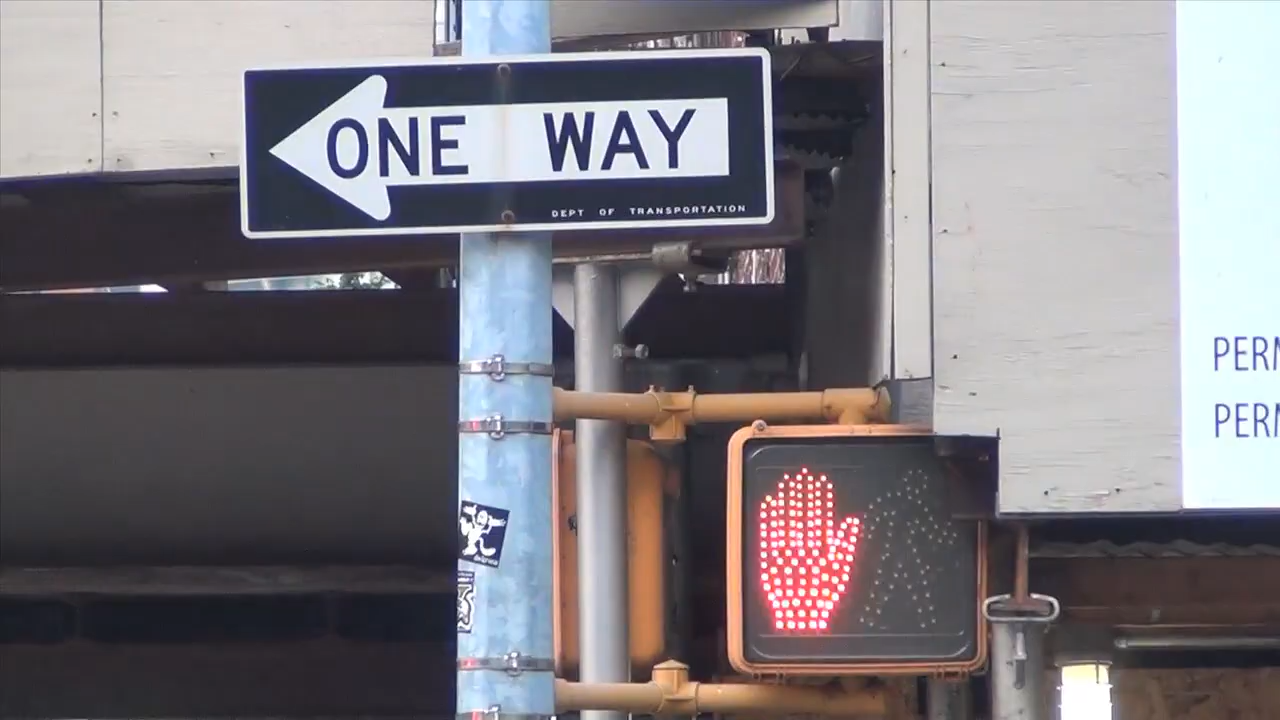 ONE WAY
DEPT OF TRANSPORTATION
PERM
PERM